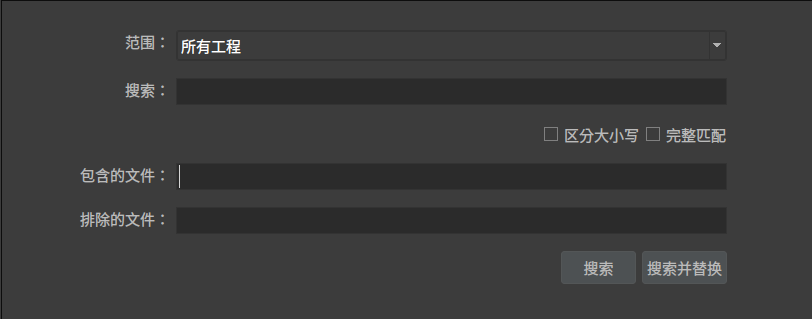 范围： 所有工程
搜索：
区分大小写 完整匹配
包含的文件：
排除的文件：
搜索 搜索并替换